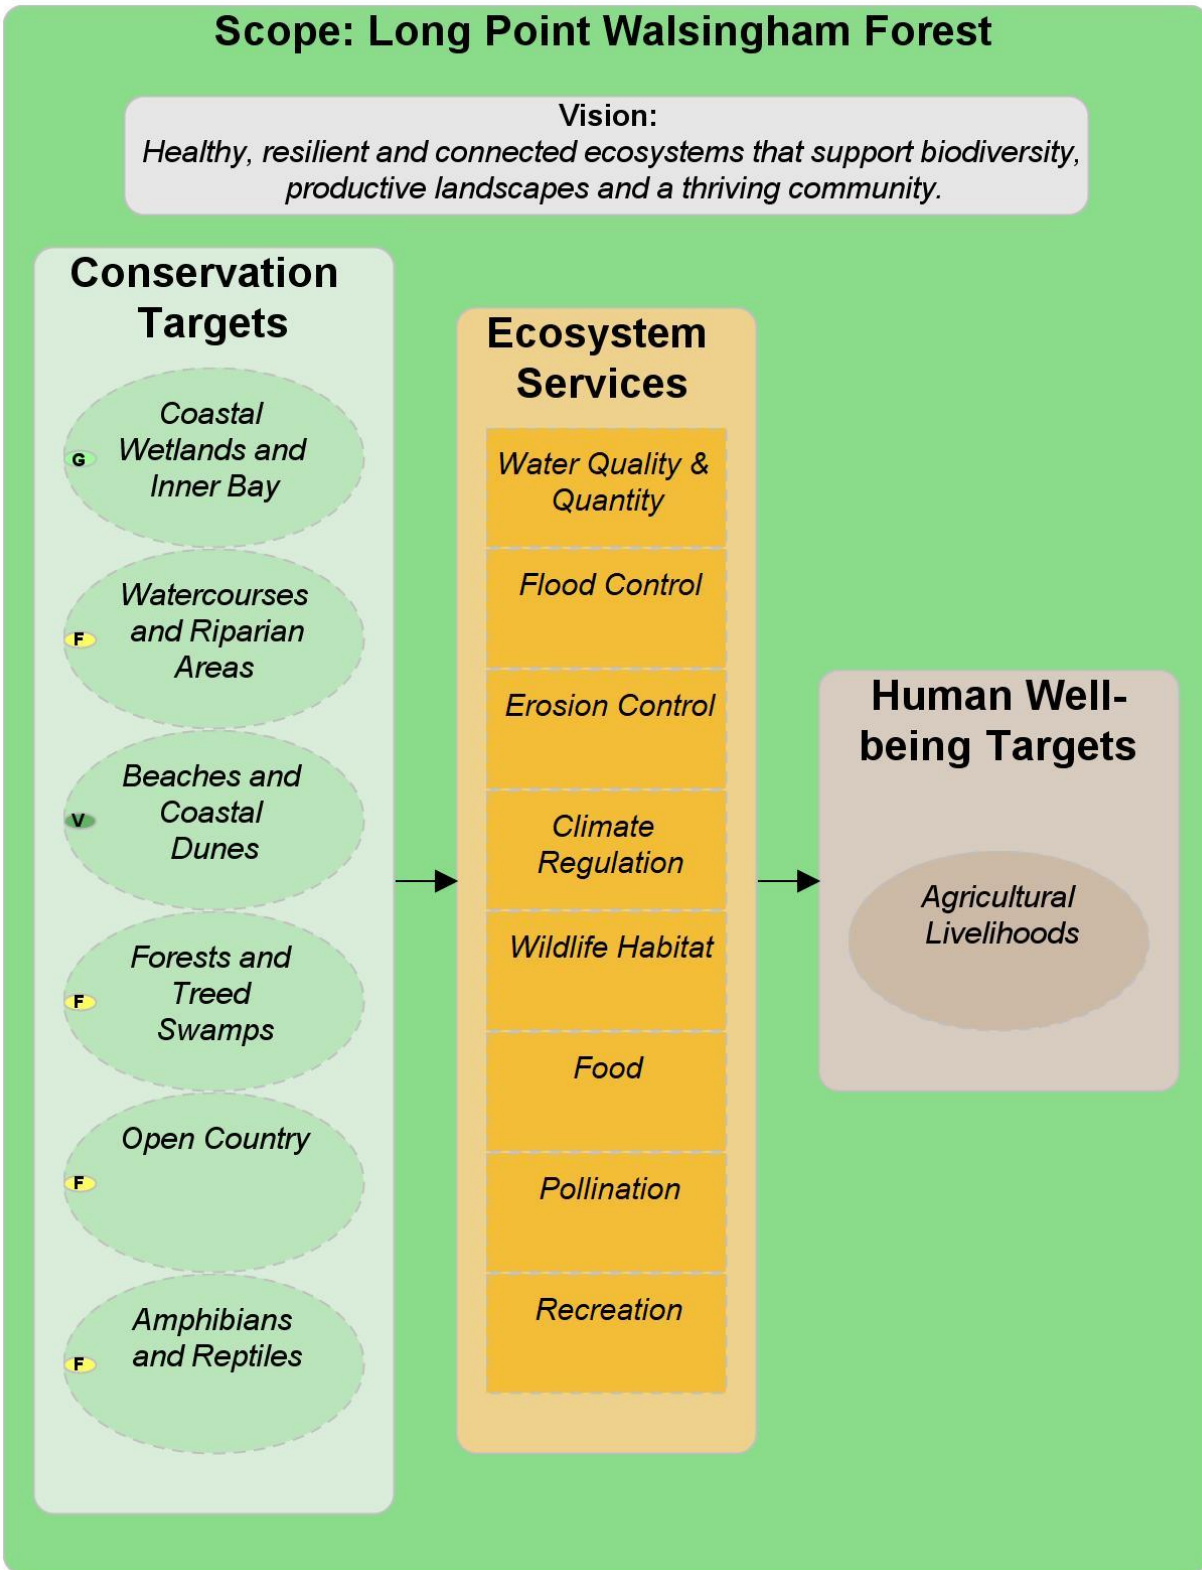 Scope: Long Point Walsingham Forest
Vision:
Healthy, resilient and connected ecosystems that support biodiversity,
productive landscapes and a thriving community.
Conservation
Targets
Coastal
Wetlands and
Inner Bay
G
Watercourses
and Riparian
Areas
F
Beaches and
Coastal
Dunes
V
Forests and
Treed
Swamps
F
Open Country
F
Amphibians
and Reptiles
F
Ecosystem
Services
Water Quality &
Quantity
Flood Control
Erosion Control
Climate
Regulation
Wildlife Habitat
Food
Pollination
Recreation
Human Well-
being Targets
Agricultural
Livelihoods